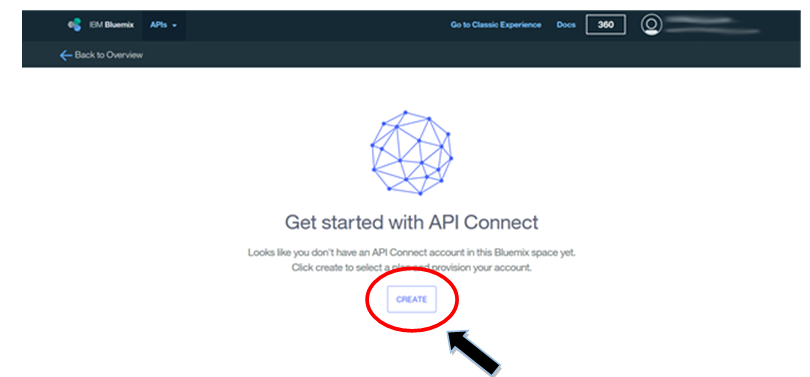 IBM Bluemix APIs Go to Classic Experience Docs 360
Back to Overview
Get started with API Connect
Looks like you don't have an API Connect account in this Bluemix space yet.
Click create to select a plan and provision your account.
CREATE